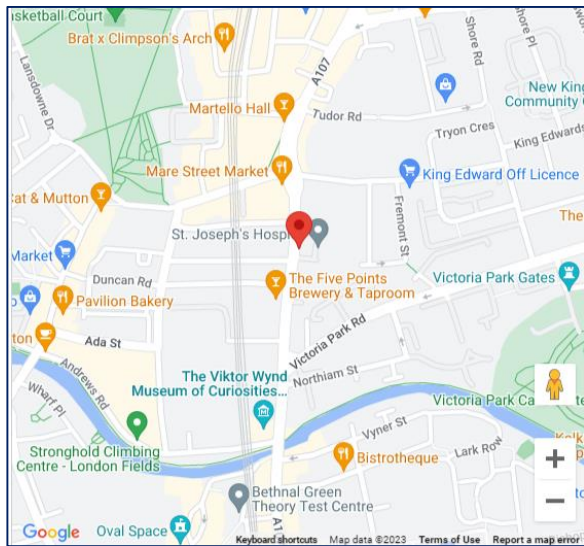 Basketball Court
Lansdowne Dr
Brat x Climpson's Arch
A107
Shore Rd
Shore Pl
Martello Hall
Tudor Rd
New King
Community C
Tryon Cres
King Edwards
Mare Street Market
King Edward Off Licence
Cat & Mutton
Fremont St
The
St. Joseph's Hospi
Market
Duncan Rd
The Five Points
Brewery & Taproom
Victoria Park Gates
Pavilion Bakery
ton
Ada St
Victoria Park Rd
Andrews Rd
The Viktor Wynd
Museum of Curiosities...
Northiam St
Wharf Pl
Victoria Park Ca
Vyner St
Stronghold Climbing
Centre - London Fields
Bistrotheque
Lark Row
Bethnal Green
Theory Test Centre
Oval Space
A1
Google
Keyboard shortcuts
Map data ©2023
Terms of Use
Report a map error